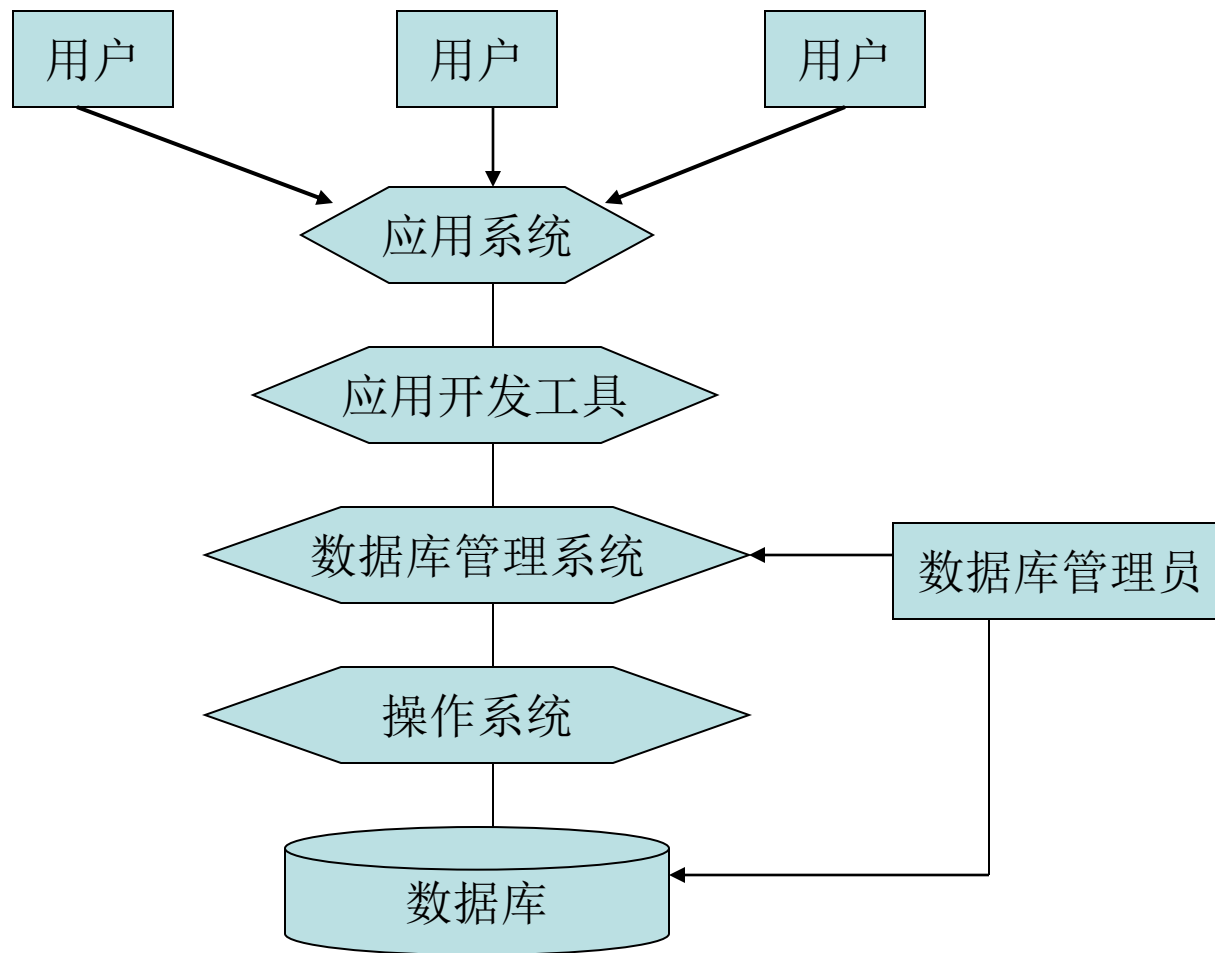 用户
用户
用户
应用系统
应用开发工具
数据库管理系统
数据库管理员
操作系统
数据库